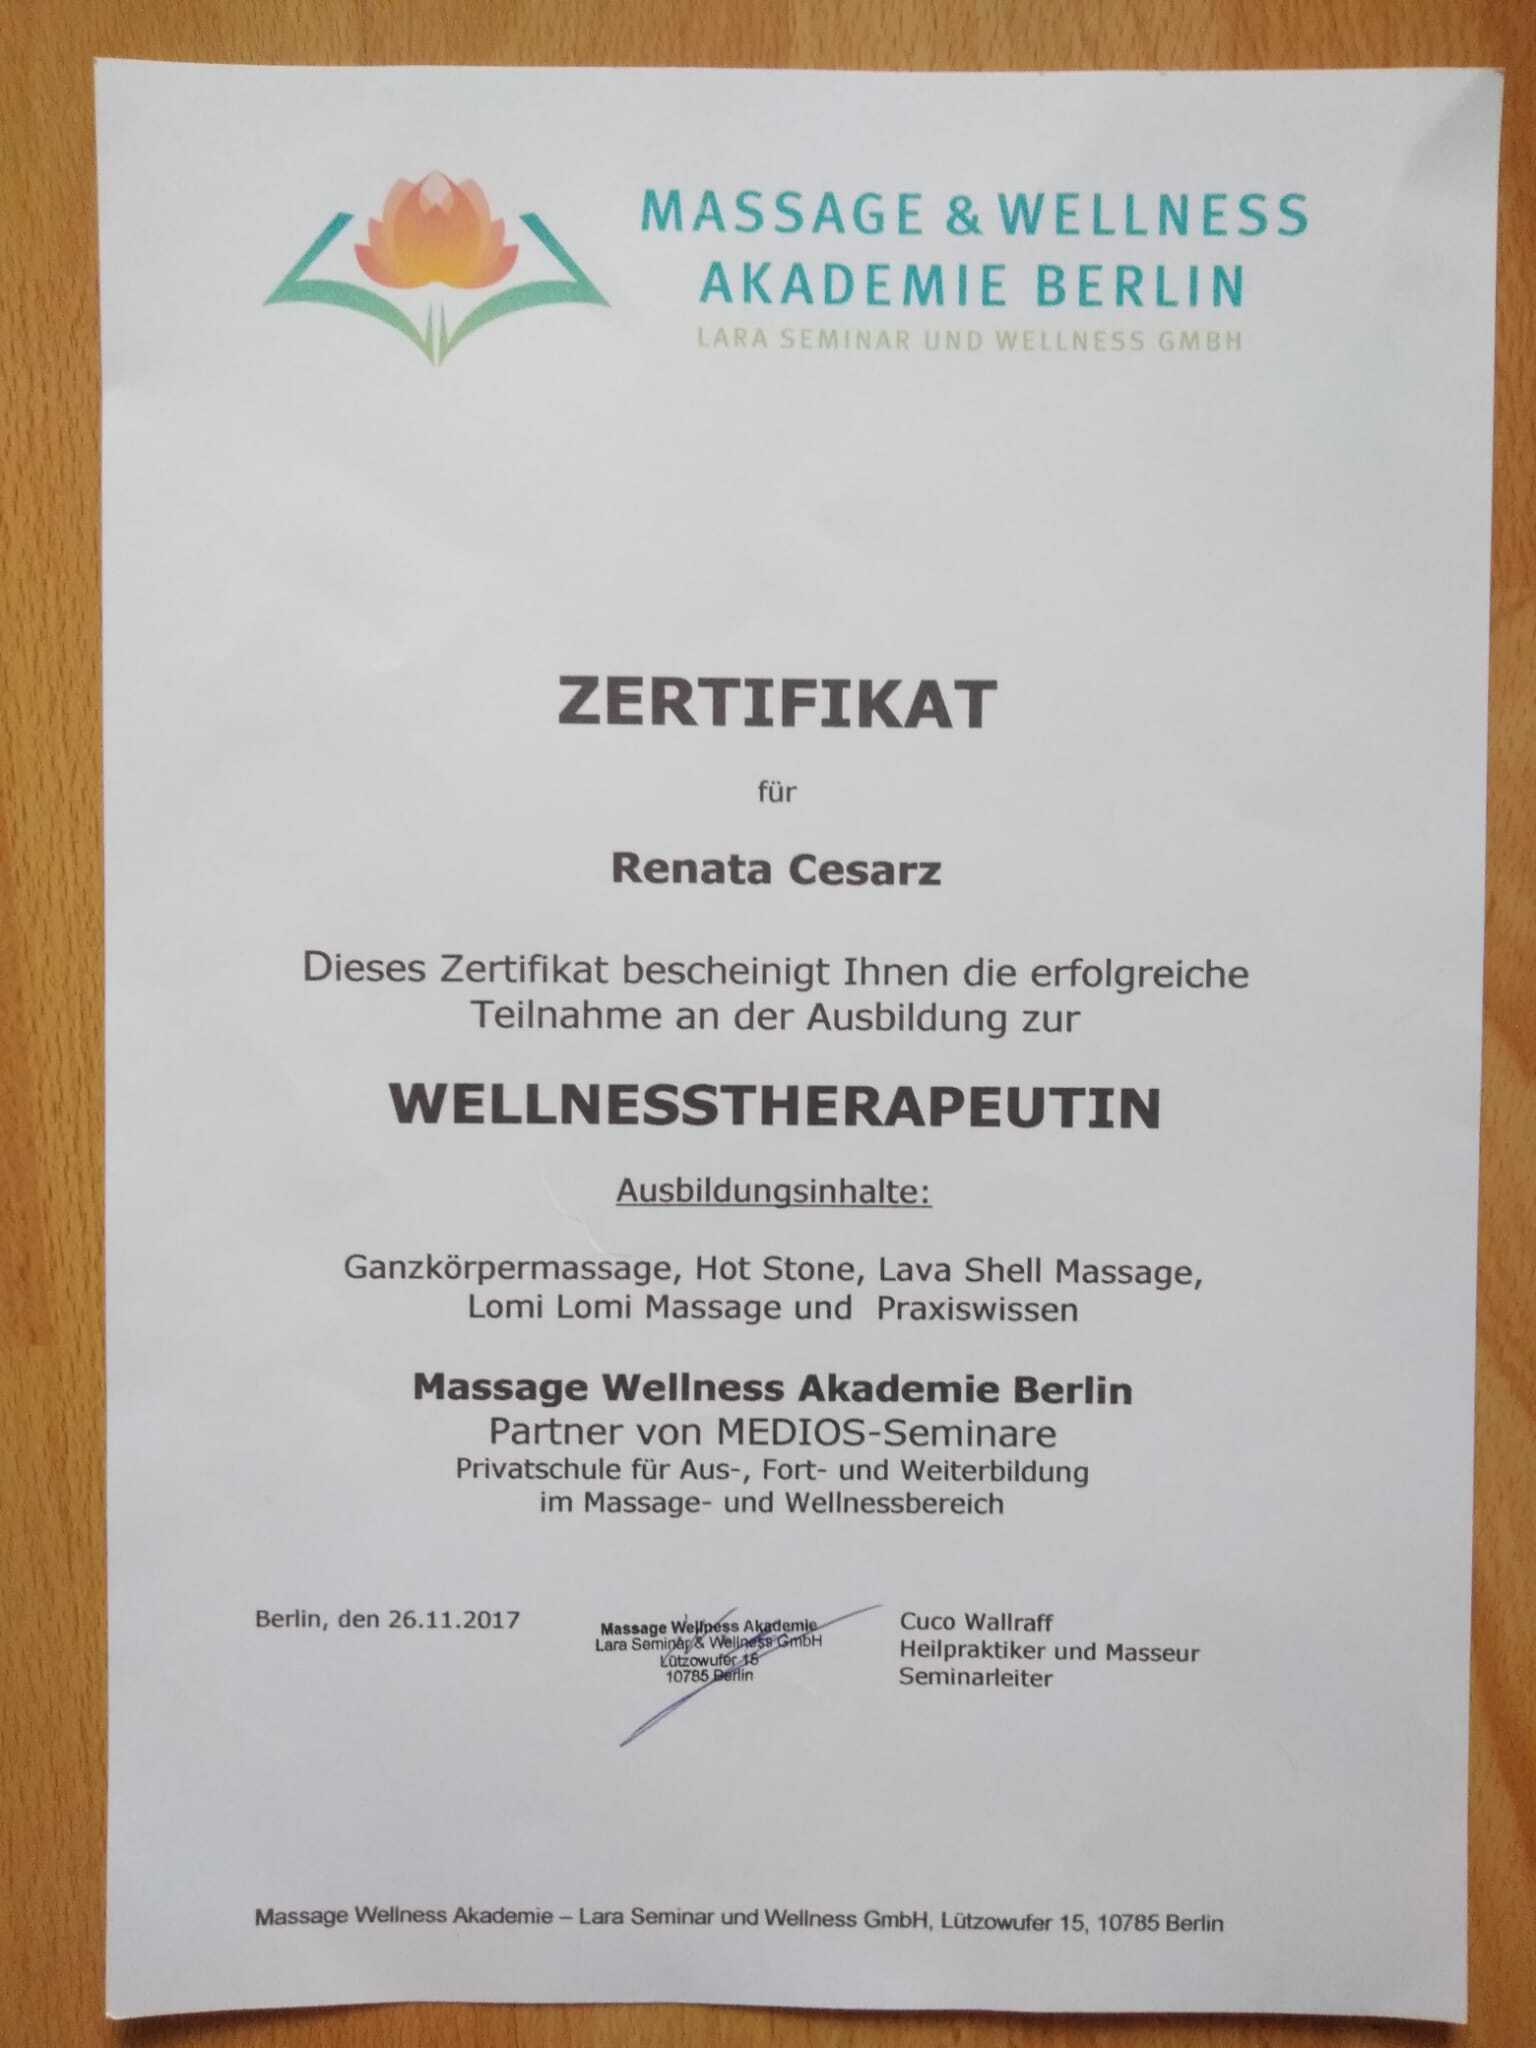 MASSAGE & WELLNESS
AKADEMIE BERLIN
LARA SEMINAR UND WELLNESS GMBH
ZERTIFIKAT
für
Renata Cesarz
Dieses Zertifikat bescheinigt Ihnen die erfolgreiche
Teilnahme an der Ausbildung zur
WELLNESSTHERAPEUTIN
Ausbildungsinhalte:
Ganzkörpermassage, Hot Stone, Lava Shell Massage,
Lomi Lomi Massage und Praxiswissen
Massage Wellness Akademie Berlin
Partner von MEDIOS-Seminare
Privatschule für Aus-, Fort- und Weiterbildung
im Massage- und Wellnessbereich
Berlin, den 26.11.2017
Massage Wellness Akademie
Lara Seminar & Wellness GmbH
Lützowufer 15
10785 Berlin
Cuco Wallraff
Heilpraktiker und Masseur
Seminarleiter
Massage Wellness Akademie – Lara Seminar und Wellness GmbH, Lützowufer 15, 10785 Berlin